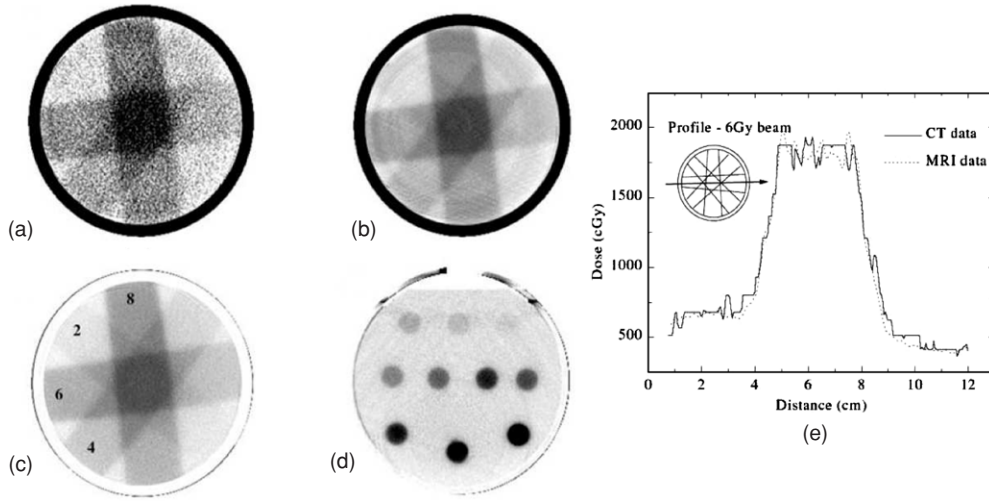 (a)
(b)
8
2
6
4
(c)
(d)
Profile - 6Gy beam
CT data
MRI data
2000
1500
1000
500
Dose (cGy)
0 2 4 6 8 10 12
Distance (cm)
(e)